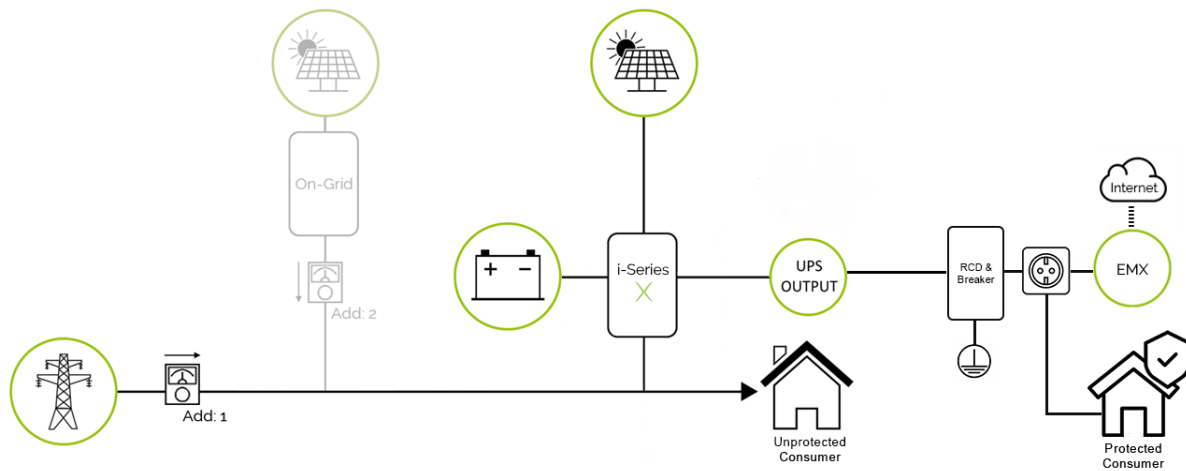 On-Grid
Add: 2
Add: 1
i-Series
X
UPS
OUTPUT
RCD &
Breaker
Internet
EMX
Unprotected
Consumer
Protected
Consumer